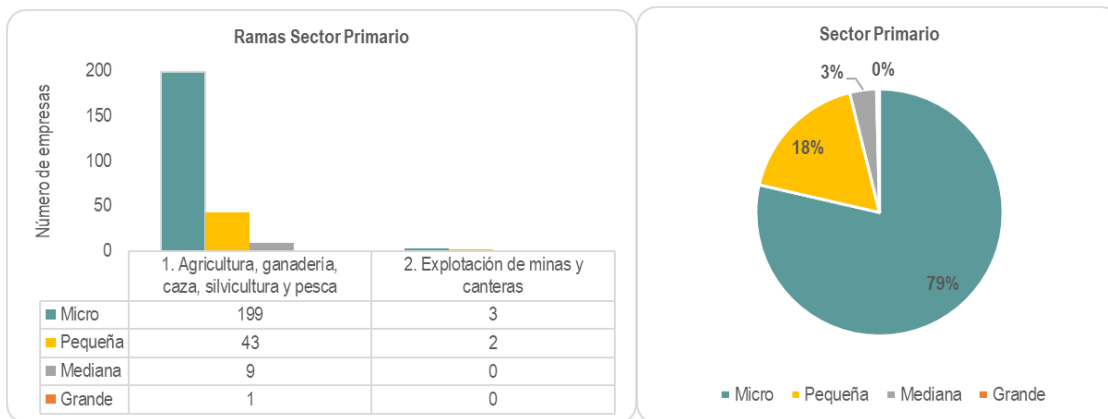 Ramas Sector Primario
Número de empresas
200
150
100
50
0
1. Agricultura, ganadería, caza, silvicultura y pesca
2. Explotación de minas y canteras
Micro 199 3
Pequeña 43 2
Mediana 9 0
Grande 1 0
Sector Primario
3% 0%
18%
79%
Micro Pequeña Mediana Grande